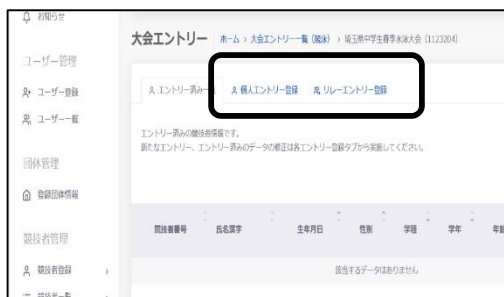 お知らせ
大会エントリー ホーム > 大会エントリー一覧 (競泳) > 埼玉県中学生春季水泳大会 (1123204)
ユーザー管理
ユーザー登録
ユーザー一覧
エントリー済み一 個人エントリー登録 リレーエントリー登録
エントリー済みの競技者情報です。
新たなエントリー、エントリー済みのデータの修正は各エントリー登録タブから実施してください。
団体管理
登録団体情報
競技者番号 氏名漢字 生年月日 性別 学種 学年 年齢
競技者管理
競技者登録 >
該当するデータはありません
競技者一覧 >